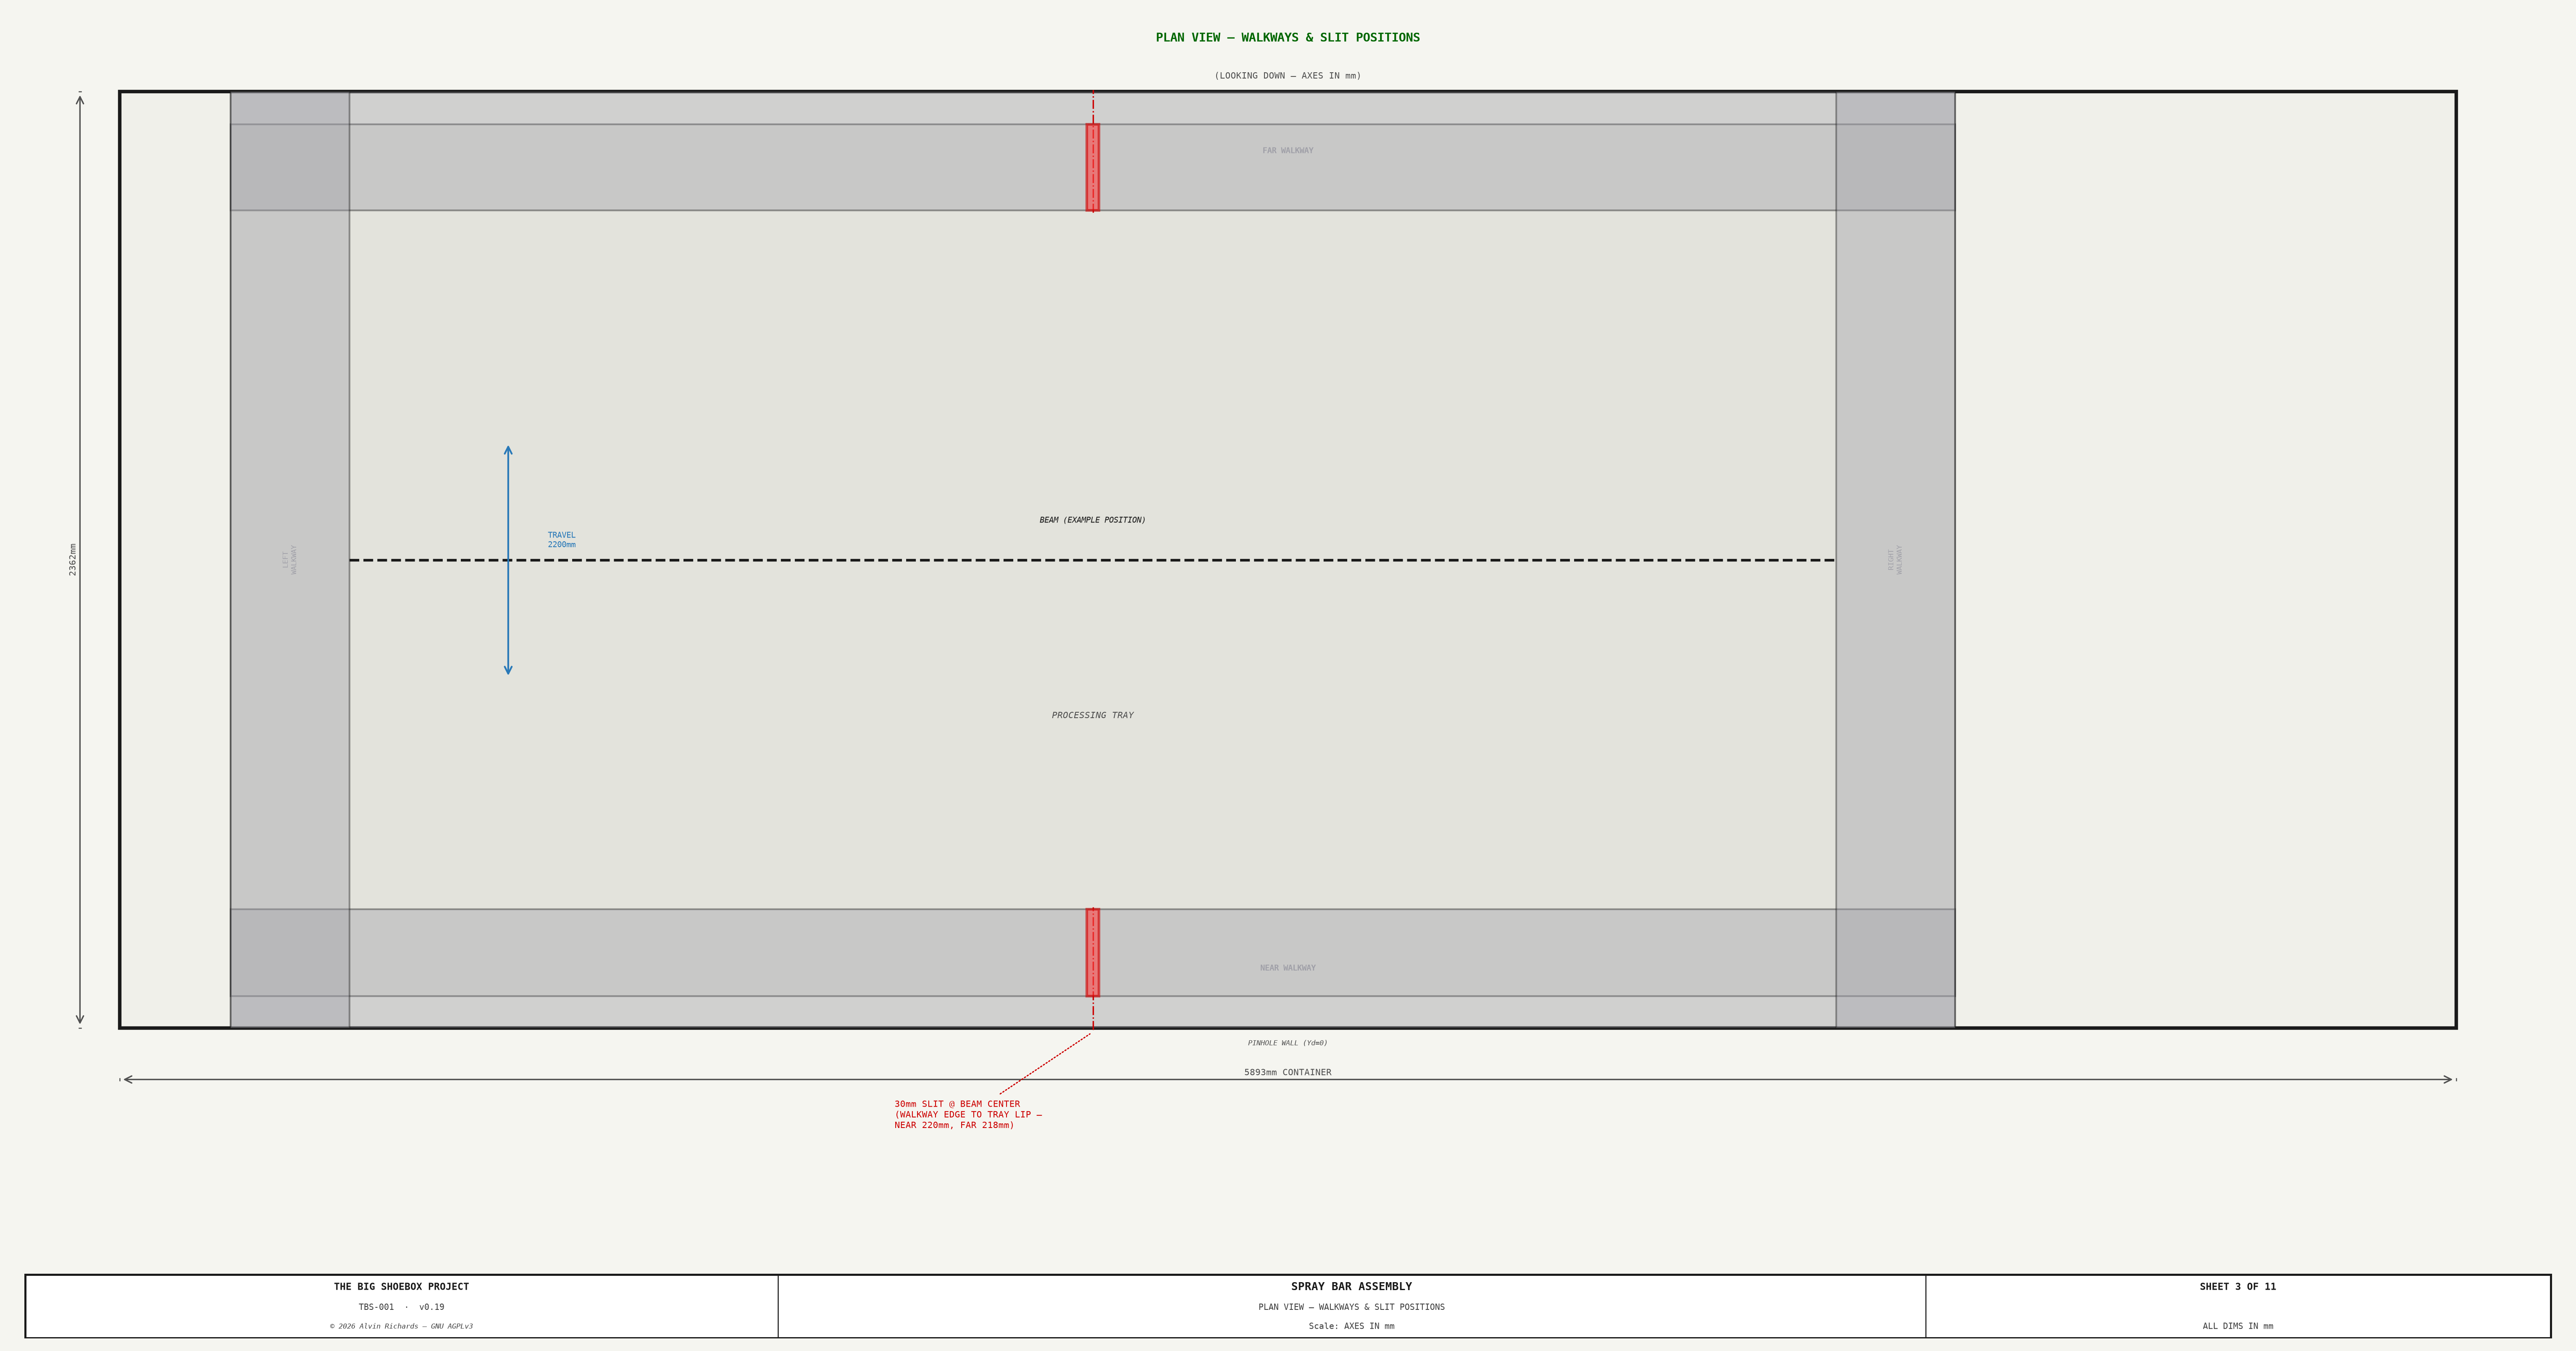 PLAN VIEW — WALKWAYS & SLIT POSITIONS
(LOOKING DOWN — AXES IN mm)
FAR WALKWAY
BEAM (EXAMPLE POSITION)
TRAVEL
2200mm
2362mm
LEFT
WALKWAY
RIGHT
WALKWAY
PROCESSING TRAY
NEAR WALKWAY
PINHOLE WALL (Yd=0)
5893mm CONTAINER
30mm SLIT @ BEAM CENTER
(WALKWAY EDGE TO TRAY LIP —
NEAR 220mm, FAR 218mm)
THE BIG SHOEBOX PROJECT
TBS-001 · v0.19
© 2026 Alvin Richards — GNU AGPLv3
SPRAY BAR ASSEMBLY
PLAN VIEW — WALKWAYS & SLIT POSITIONS
Scale: AXES IN mm
SHEET 3 OF 11
ALL DIMS IN mm